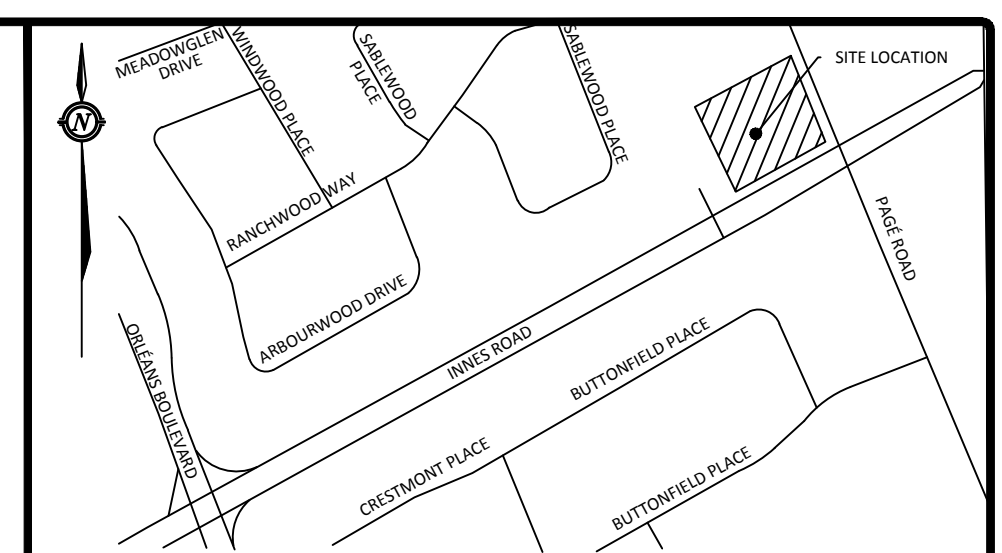 MEADOWGLEN
DRIVE
WINDWOOD PLACE
SABLEWOOD
PLACE
SABLEWOOD PLACE
SITE LOCATION
N
RANCHWOOD WAY
ARBOURWOOD DRIVE
PAGÉ ROAD
ORLÉANS BOULEVARD
INNES ROAD
BUTTONFIELD PLACE
CRESTMONT PLACE
BUTTONFIELD PLACE